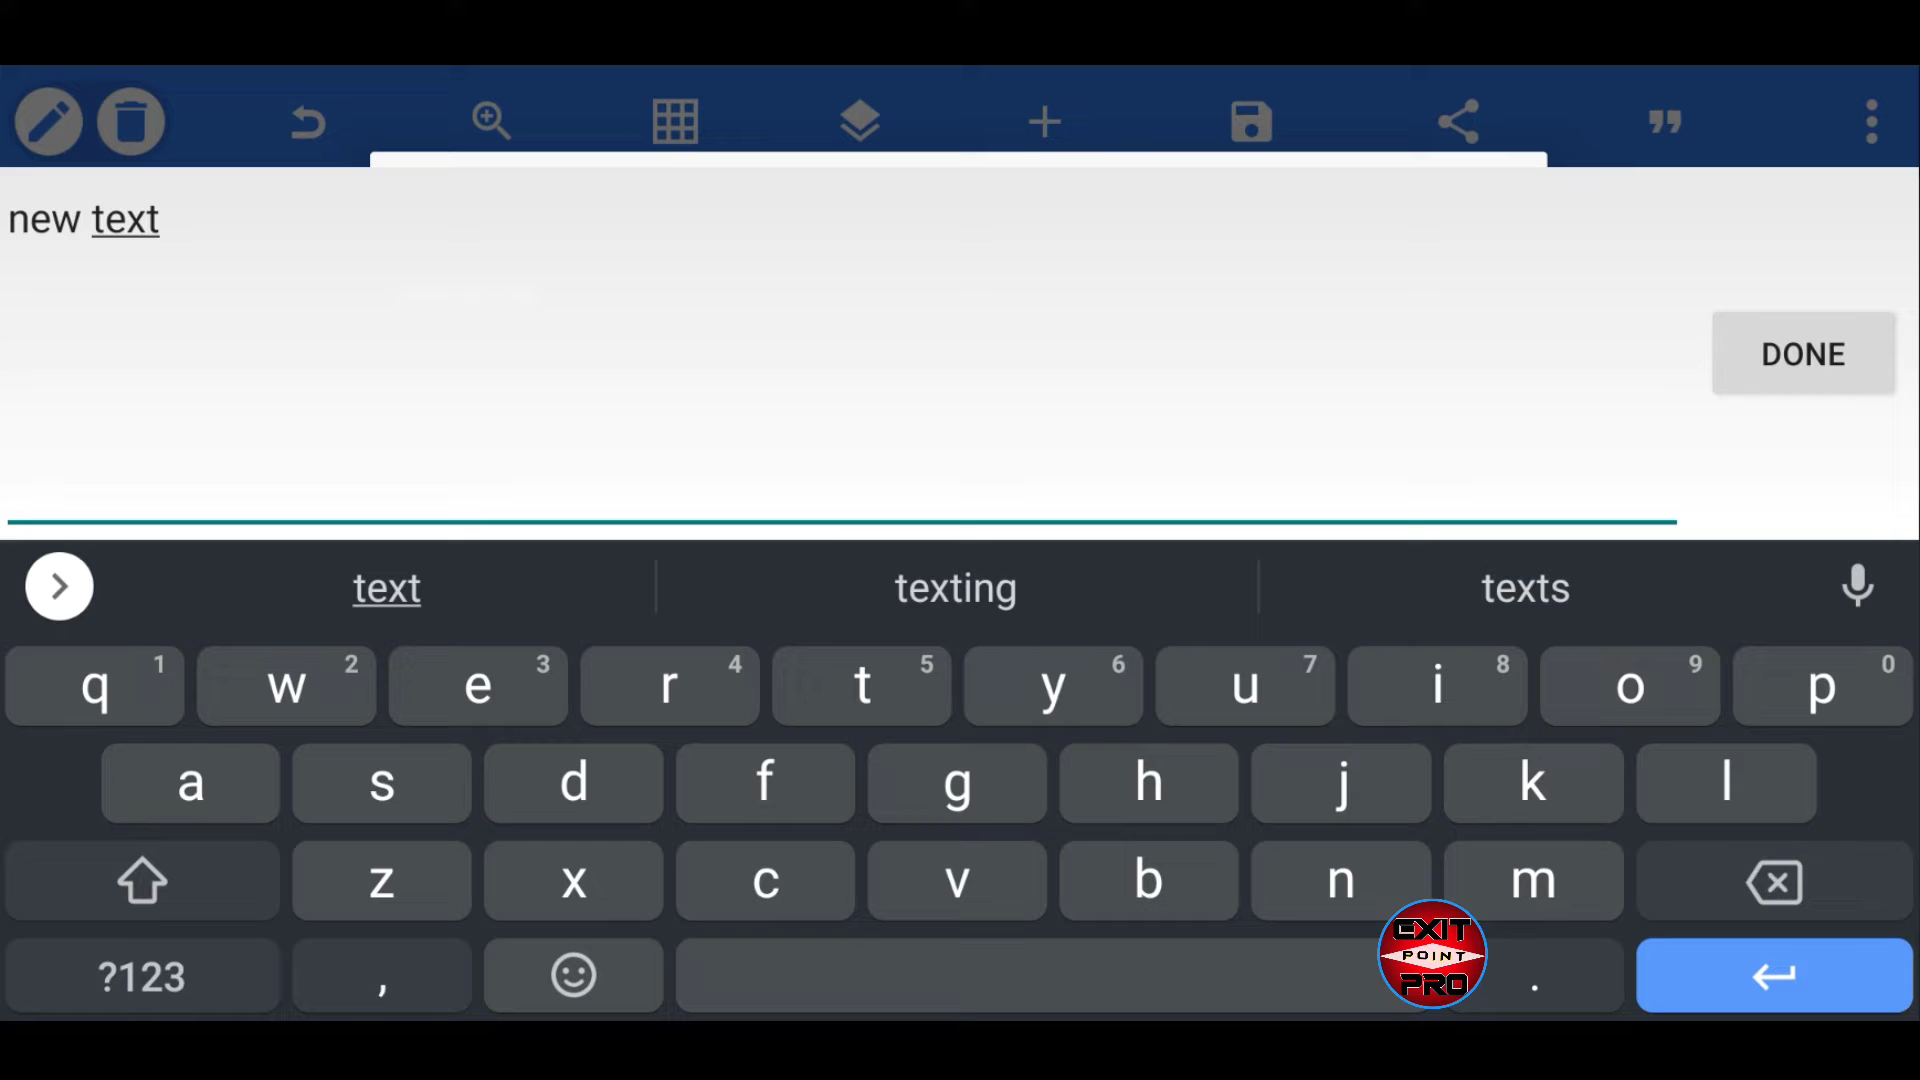 new text
DONE
text texting texts
q 1 w 2 e 3 r 4 t 5 y 6 u 7 i 8 o 9 p 0
a s d f g h j k l
z x c v b n m
EXIT
POINT
PRO
?123 , .